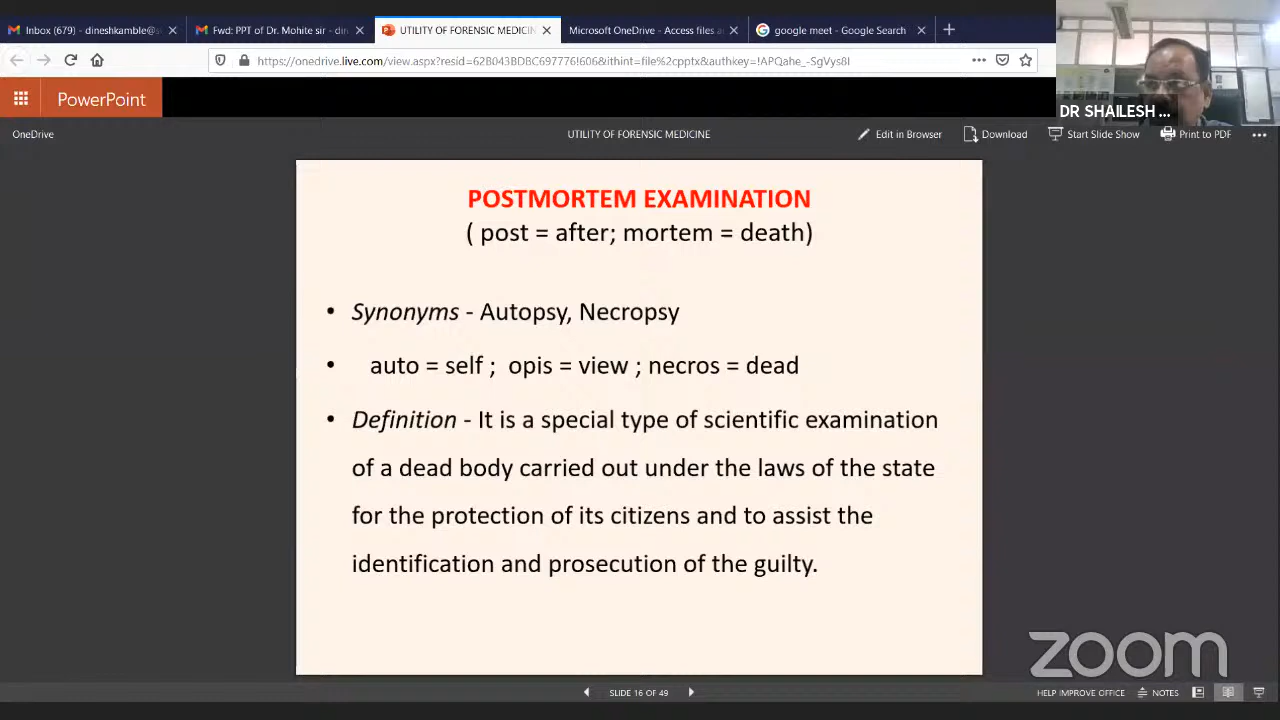 Inbox (679) - dineshkamble@s
Fwd: PPT of Dr. Mohite sir - din
UTILITY OF FORENSIC MEDICIN
Microsoft OneDrive - Access files a
google meet - Google Search
https://onedrive.live.com/view.aspx?resid=62B043BDBC697776!606&ithint=file%2cpptx&authkey=!APQahe_-SgVys8I
PowerPoint
DR SHAILESH ...
OneDrive
UTILITY OF FORENSIC MEDICINE
Edit in Browser
Download
Start Slide Show
Print to PDF
POSTMORTEM EXAMINATION
( post = after; mortem = death)
• Synonyms - Autopsy, Necropsy
• auto = self ; opis = view ; necros = dead
• Definition - It is a special type of scientific examination
of a dead body carried out under the laws of the state
for the protection of its citizens and to assist the
identification and prosecution of the guilty.
zoom
SLIDE 16 OF 49
HELP IMPROVE OFFICE
NOTES